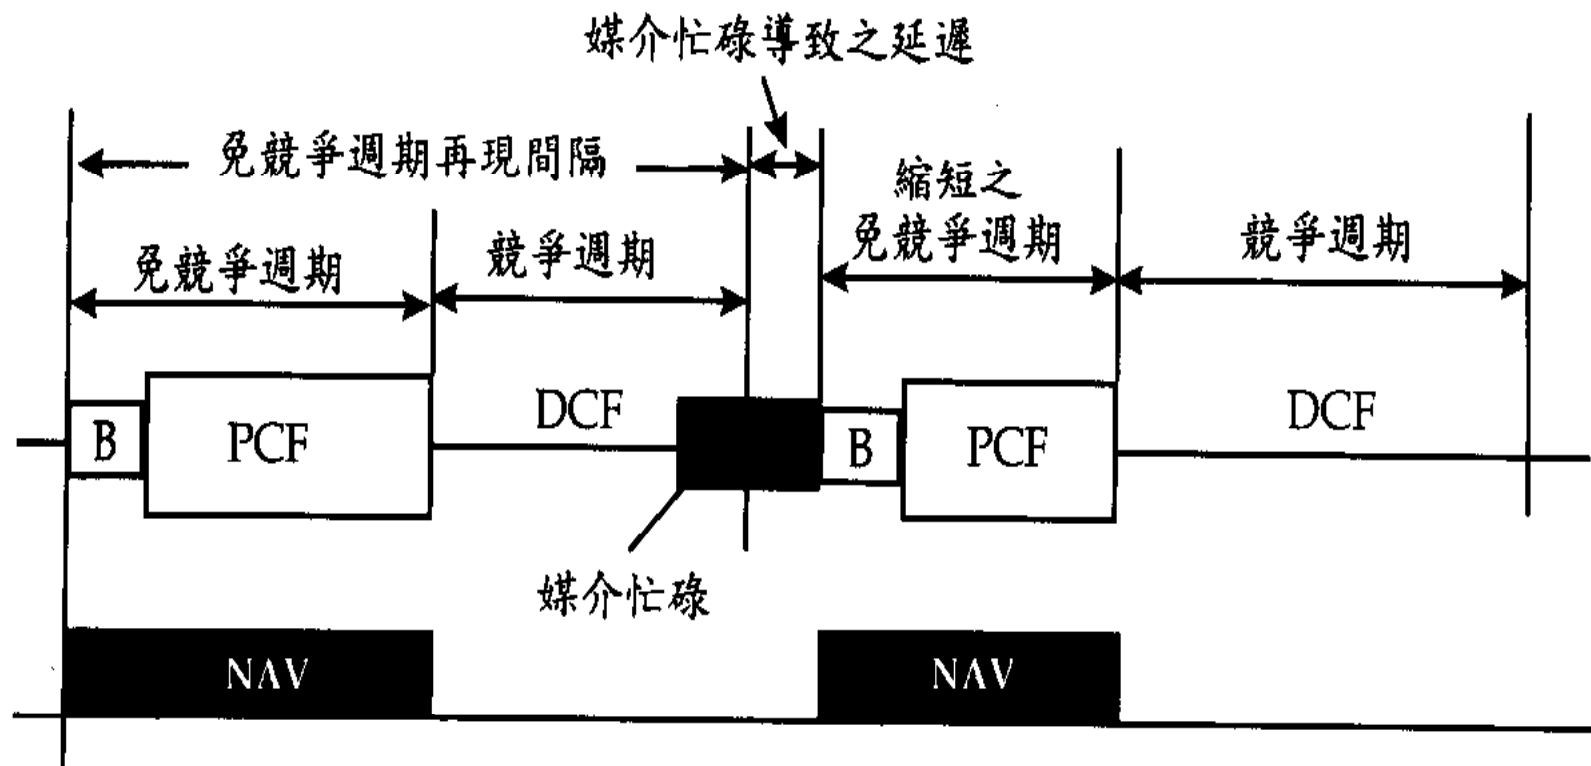 媒介忙碌導致之延遲
免競爭週期再現間隔
縮短之
免競爭週期
競爭週期
免競爭週期
競爭週期
B
PCF
DCF
B
PCF
DCF
媒介忙碌
NAV
NAV